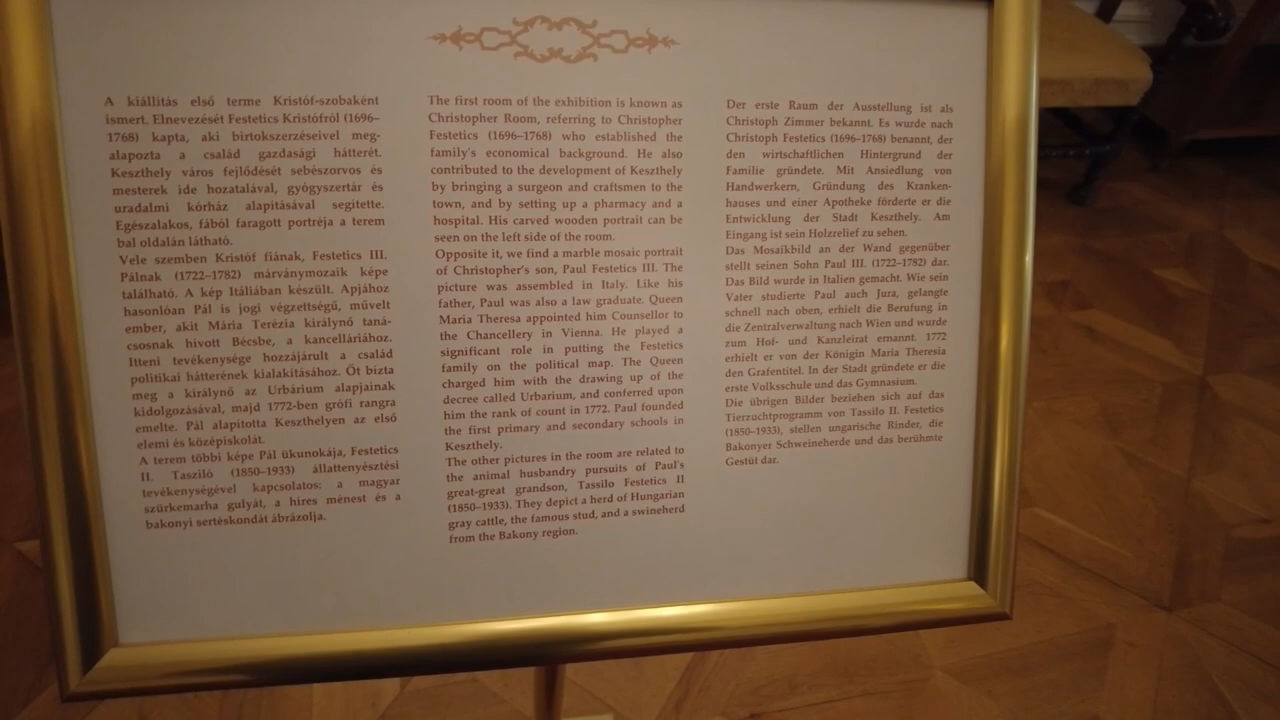 A kiállítás első terme Kristóf-szobaként
ismert. Elnevezését Festetics Kristófról (1696–
1768) kapta, aki birtokszerzéseivel meg-
alapozta a család gazdasági hátterét.
Keszthely város fejlődését sebészorvos és
mesterek ide hozatalával, gyógyszertár és
uradalmi kórház alapításával segítette.
Egészalakos, fából faragott portréja a terem
bal oldalán látható.
Vele szemben Kristóf fiának, Festetics III.
Pálnak (1722–1782) márványmozaik képe
található. A kép Itáliában készült. Apjához
hasonlóan Pál is jogi végzettségű, művelt
ember, akit Mária Terézia királynő taná-
csosnak hívott Bécsbe, a kancelláriához.
Itteni tevékenysége hozzájárult a család
politikai hátterének kialakításához. Őt bízta
meg a királynő az Urbárium alapjainak
kidolgozásával, majd 1772-ben grófi rangra
emelte. Pál alapította Keszthelyen az első
elemi és középiskolát.
A terem többi képe Pál ükunokája, Festetics
II. Tasziló (1850–1933) állattenyésztési
tevékenységével kapcsolatos: a magyar
szürkemarha gulyát, a híres ménest és a
bakonyi sertéskondát ábrázolja.
The first room of the exhibition is known as
Christopher Room, referring to Christopher
Festetics (1696–1768) who established the
family's economical background. He also
contributed to the development of Keszthely
by bringing a surgeon and craftsmen to the
town, and by setting up a pharmacy and a
hospital. His carved wooden portrait can be
seen on the left side of the room.
Opposite it, we find a marble mosaic portrait
of Christopher's son, Paul Festetics III. The
picture was assembled in Italy. Like his
father, Paul was also a law graduate. Queen
Maria Theresa appointed him Counsellor to
the Chancellery in Vienna. He played a
significant role in putting the Festetics
family on the political map. The Queen
charged him with the drawing up of the
decree called Urbarium, and conferred upon
him the rank of count in 1772. Paul founded
the first primary and secondary schools in
Keszthely.
The other pictures in the room are related to
the animal husbandry pursuits of Paul's
great-great grandson, Tassilo Festetics II
(1850–1933). They depict a herd of Hungarian
gray cattle, the famous stud, and a swineherd
from the Bakony region.
Der erste Raum der Ausstellung ist als
Christoph Zimmer bekannt. Es wurde nach
Christoph Festetics (1696–1768) benannt, der
den wirtschaftlichen Hintergrund der
Familie gründete. Mit Ansiedlung von
Handwerkern, Gründung des Kranken-
hauses und einer Apotheke förderte er die
Entwicklung der Stadt Keszthely. Am
Eingang ist sein Holzrelief zu sehen.
Das Mosaikbild an der Wand gegenüber
stellt seinen Sohn Paul III. (1722–1782) dar.
Das Bild wurde in Italien gemacht. Wie sein
Vater studierte Paul auch Jura, gelangte
schnell nach oben, erhielt die Berufung in
die Zentralverwaltung nach Wien und wurde
zum Hof- und Kanzleirat ernannt. 1772
erhielt er von der Königin Maria Theresia
den Grafentitel. In der Stadt gründete er die
erste Volksschule und das Gymnasium.
Die übrigen Bilder beziehen sich auf das
Tierzuchtprogramm von Tassilo II. Festetics
(1850–1933), stellen ungarische Rinder, die
Bakonyer Schweineherde und das berühmte
Gestüt dar.